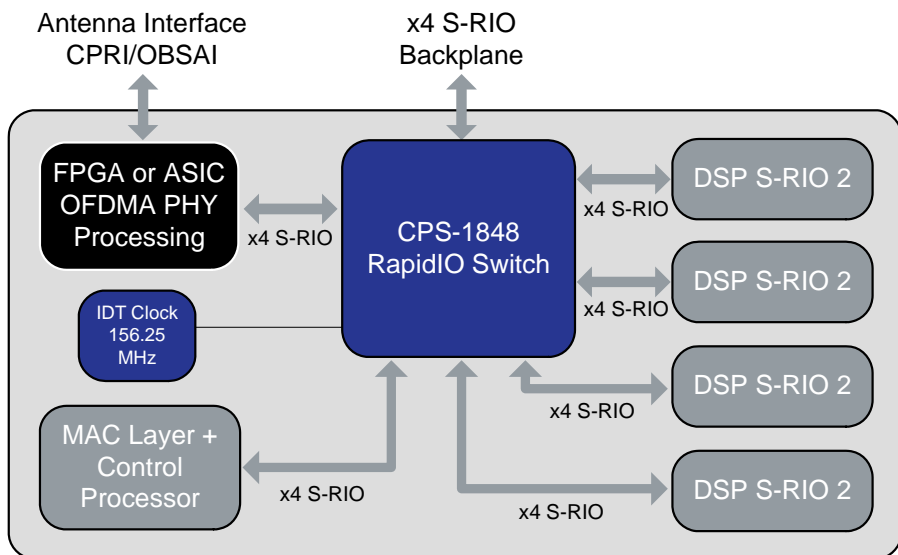 Antenna Interface
CPRI/OBSAI
x4 S-RIO
Backplane
FPGA or ASIC
OFDMA PHY
Processing
x4 S-RIO
CPS-1848
RapidIO Switch
x4 S-RIO
DSP S-RIO 2
x4 S-RIO
DSP S-RIO 2
IDT Clock
156.25
MHz
x4 S-RIO
DSP S-RIO 2
MAC Layer +
Control
Processor
x4 S-RIO
x4 S-RIO
DSP S-RIO 2